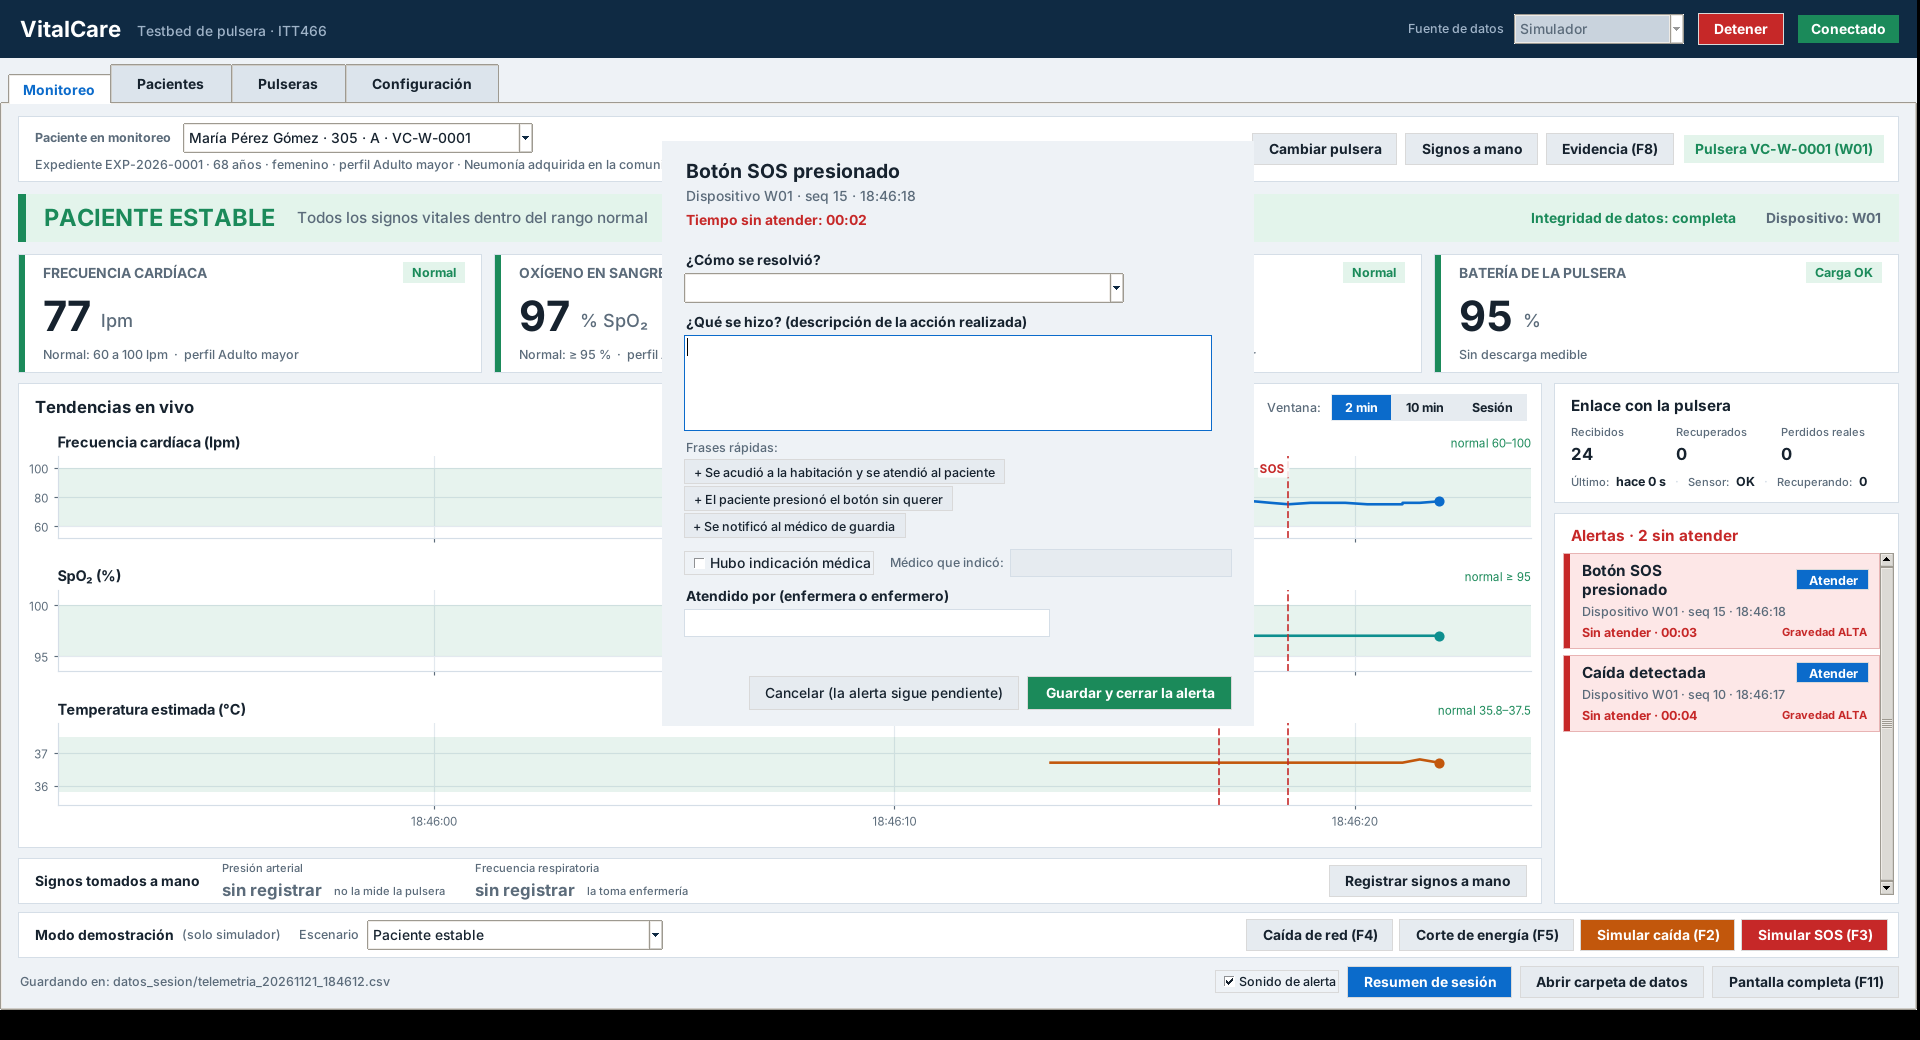 VitalCare Testbed de pulsera · ITT466
Fuente de datos Simulador Detener Conectado
Monitoreo Pacientes Pulseras Configuración
Paciente en monitoreo María Pérez Gómez · 305 · A · VC-W-0001
Expediente EXP-2026-0001 · 68 años · femenino · perfil Adulto mayor · Neumonía adquirida en la comun
Cambiar pulsera Signos a mano Evidencia (F8) Pulsera VC-W-0001 (W01)
PACIENTE ESTABLE Todos los signos vitales dentro del rango normal
Integridad de datos: completa Dispositivo: W01
FRECUENCIA CARDÍACA Normal
77 lpm
Normal: 60 a 100 lpm · perfil Adulto mayor
OXÍGENO EN SANGRE
97 % SpO₂
Normal: ≥ 95 % · perfil
Normal
BATERÍA DE LA PULSERA Carga OK
95 %
Sin descarga medible
Botón SOS presionado
Dispositivo W01 · seq 15 · 18:46:18
Tiempo sin atender: 00:02
¿Cómo se resolvió?
¿Qué se hizo? (descripción de la acción realizada)
Frases rápidas:
+ Se acudió a la habitación y se atendió al paciente
+ El paciente presionó el botón sin querer
+ Se notificó al médico de guardia
Hubo indicación médica Médico que indicó:
Atendido por (enfermera o enfermero)
Cancelar (la alerta sigue pendiente) Guardar y cerrar la alerta
Tendencias en vivo
Ventana: 2 min 10 min Sesión
Frecuencia cardíaca (lpm)
normal 60–100
100
80
60
SOS
SpO₂ (%)
normal ≥ 95
100
95
Temperatura estimada (°C)
normal 35.8–37.5
37
36
18:46:00 18:46:10 18:46:20
Enlace con la pulsera
Recibidos Recuperados Perdidos reales
24 0 0
Último: hace 0 s · Sensor: OK · Recuperando: 0
Alertas · 2 sin atender
Botón SOS
presionado
Atender
Dispositivo W01 · seq 15 · 18:46:18
Sin atender · 00:03 Gravedad ALTA
Caída detectada Atender
Dispositivo W01 · seq 10 · 18:46:17
Sin atender · 00:04 Gravedad ALTA
Signos tomados a mano
Presión arterial
sin registrar no la mide la pulsera
Frecuencia respiratoria
sin registrar la toma enfermería
Registrar signos a mano
Modo demostración (solo simulador) Escenario Paciente estable
Caída de red (F4) Corte de energía (F5) Simular caída (F2) Simular SOS (F3)
Guardando en: datos_sesion/telemetria_20261121_184612.csv
Sonido de alerta Resumen de sesión Abrir carpeta de datos Pantalla completa (F11)